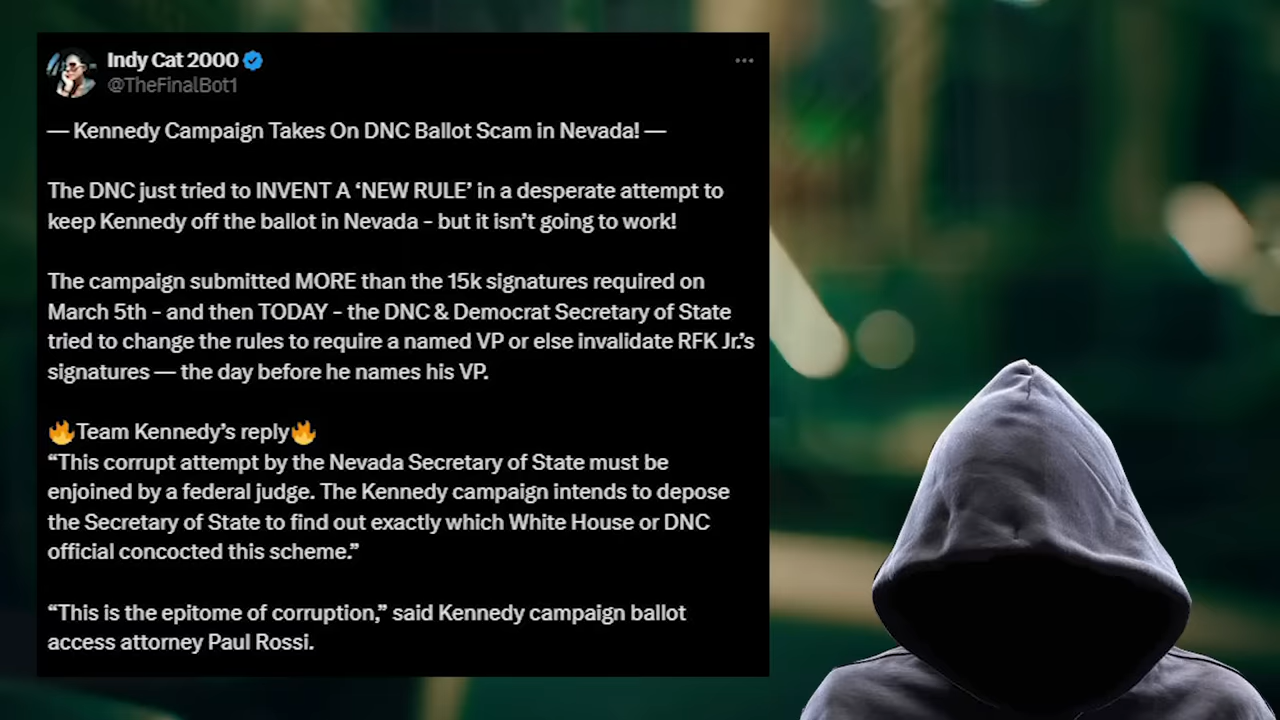 Indy Cat 2000
@TheFinalBot1
— Kennedy Campaign Takes On DNC Ballot Scam in Nevada! —
The DNC just tried to INVENT A ‘NEW RULE’ in a desperate attempt to
keep Kennedy off the ballot in Nevada - but it isn’t going to work!
The campaign submitted MORE than the 15k signatures required on
March 5th - and then TODAY - the DNC & Democrat Secretary of State
tried to change the rules to require a named VP or else invalidate RFK Jr.’s
signatures — the day before he names his VP.
🔥Team Kennedy’s reply🔥
“This corrupt attempt by the Nevada Secretary of State must be
enjoined by a federal judge. The Kennedy campaign intends to depose
the Secretary of State to find out exactly which White House or DNC
official concocted this scheme.”
“This is the epitome of corruption,” said Kennedy campaign ballot
access attorney Paul Rossi.